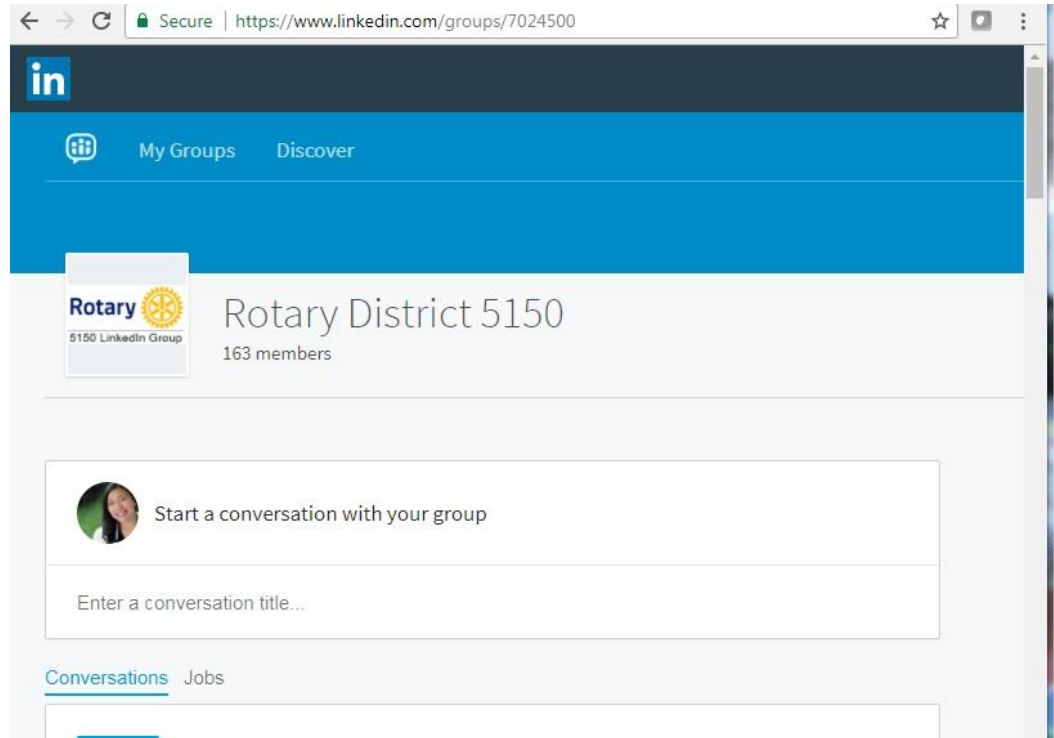 Secure | https://www.linkedin.com/groups/7024500
in
My Groups Discover
Rotary
5150 LinkedIn Group
Rotary District 5150
163 members
Start a conversation with your group
Enter a conversation title...
Conversations Jobs